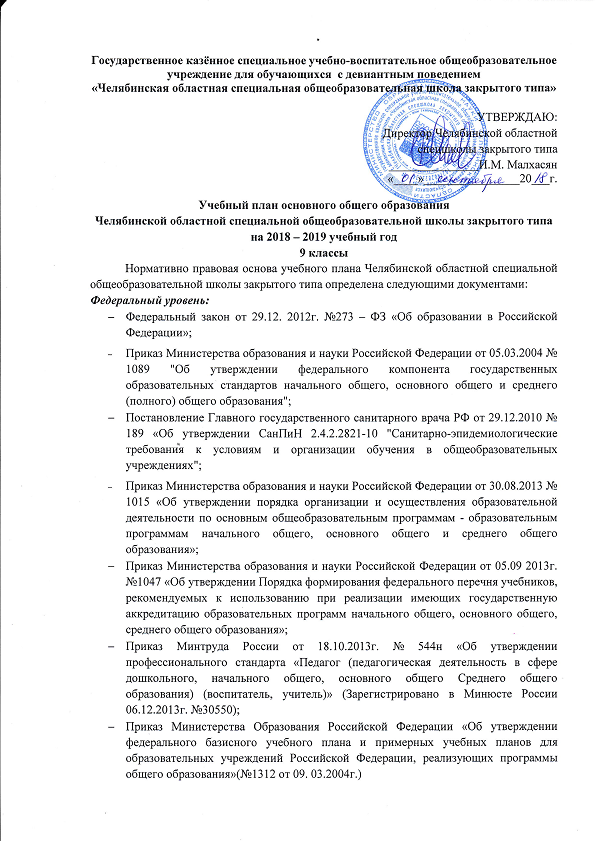 Государственное казённое специальное учебно-воспитательное общеобразовательное
учреждение для обучающихся с девиантным поведением
«Челябинская областная специальная общеобразовательная школа закрытого типа»
УТВЕРЖДАЮ:
Директор Челябинской областной
спецшколы закрытого типа
И.М. Малхасян
« 01 » сентября 20 18 г.
Учебный план основного общего образования
Челябинской областной специальной общеобразовательной школы закрытого типа
на 2018 – 2019 учебный год
9 классы
Нормативно правовая основа учебного плана Челябинской областной специальной
общеобразовательной школы закрытого типа определена следующими документами:
Федеральный уровень:
– Федеральный закон от 29.12. 2012г. №273 – ФЗ «Об образовании в Российской
Федерации»;
– Приказ Министерства образования и науки Российской Федерации от 05.03.2004 №
1089 "Об утверждении федерального компонента государственных
образовательных стандартов начального общего, основного общего и среднего
(полного) общего образования";
– Постановление Главного государственного санитарного врача РФ от 29.12.2010 №
189 «Об утверждении СанПиН 2.4.2.2821-10 "Санитарно-эпидемиологические
требования к условиям и организации обучения в общеобразовательных
учреждениях";
– Приказ Министерства образования и науки Российской Федерации от 30.08.2013 №
1015 «Об утверждении порядка организации и осуществления образовательной
деятельности по основным общеобразовательным программам - образовательным
программам начального общего, основного общего и среднего общего
образования»;
– Приказ Министерства образования и науки Российской Федерации от 05.09 2013г.
№1047 «Об утверждении Порядка формирования федерального перечня учебников,
рекомендуемых к использованию при реализации имеющих государственную
аккредитацию образовательных программ начального общего, основного общего,
среднего общего образования»;
– Приказ Минтруда России от 18.10.2013г. № 544н «Об утверждении
профессионального стандарта «Педагог (педагогическая деятельность в сфере
дошкольного, начального общего, основного общего Среднего общего
образования) (воспитатель, учитель)» (Зарегистрировано в Минюсте России
06.12.2013г. №30550);
– Приказ Министерства Образования Российской Федерации «Об утверждении
федерального базисного учебного плана и примерных учебных планов для
образовательных учреждений Российской Федерации, реализующих программы
общего образования»(№1312 от 09. 03.2004г.)